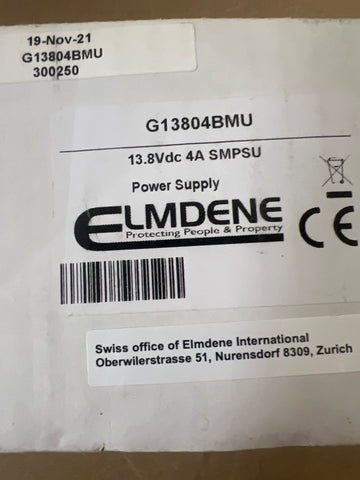 19-Nov-21
G13804BMU
300250
G13804BMU
13.8Vdc 4A SMPSU
Power Supply
ELMDENE
Protecting People & Property
CE
Swiss office of Elmdene International
Oberwilerstrasse 51, Nurensdorf 8309, Zurich